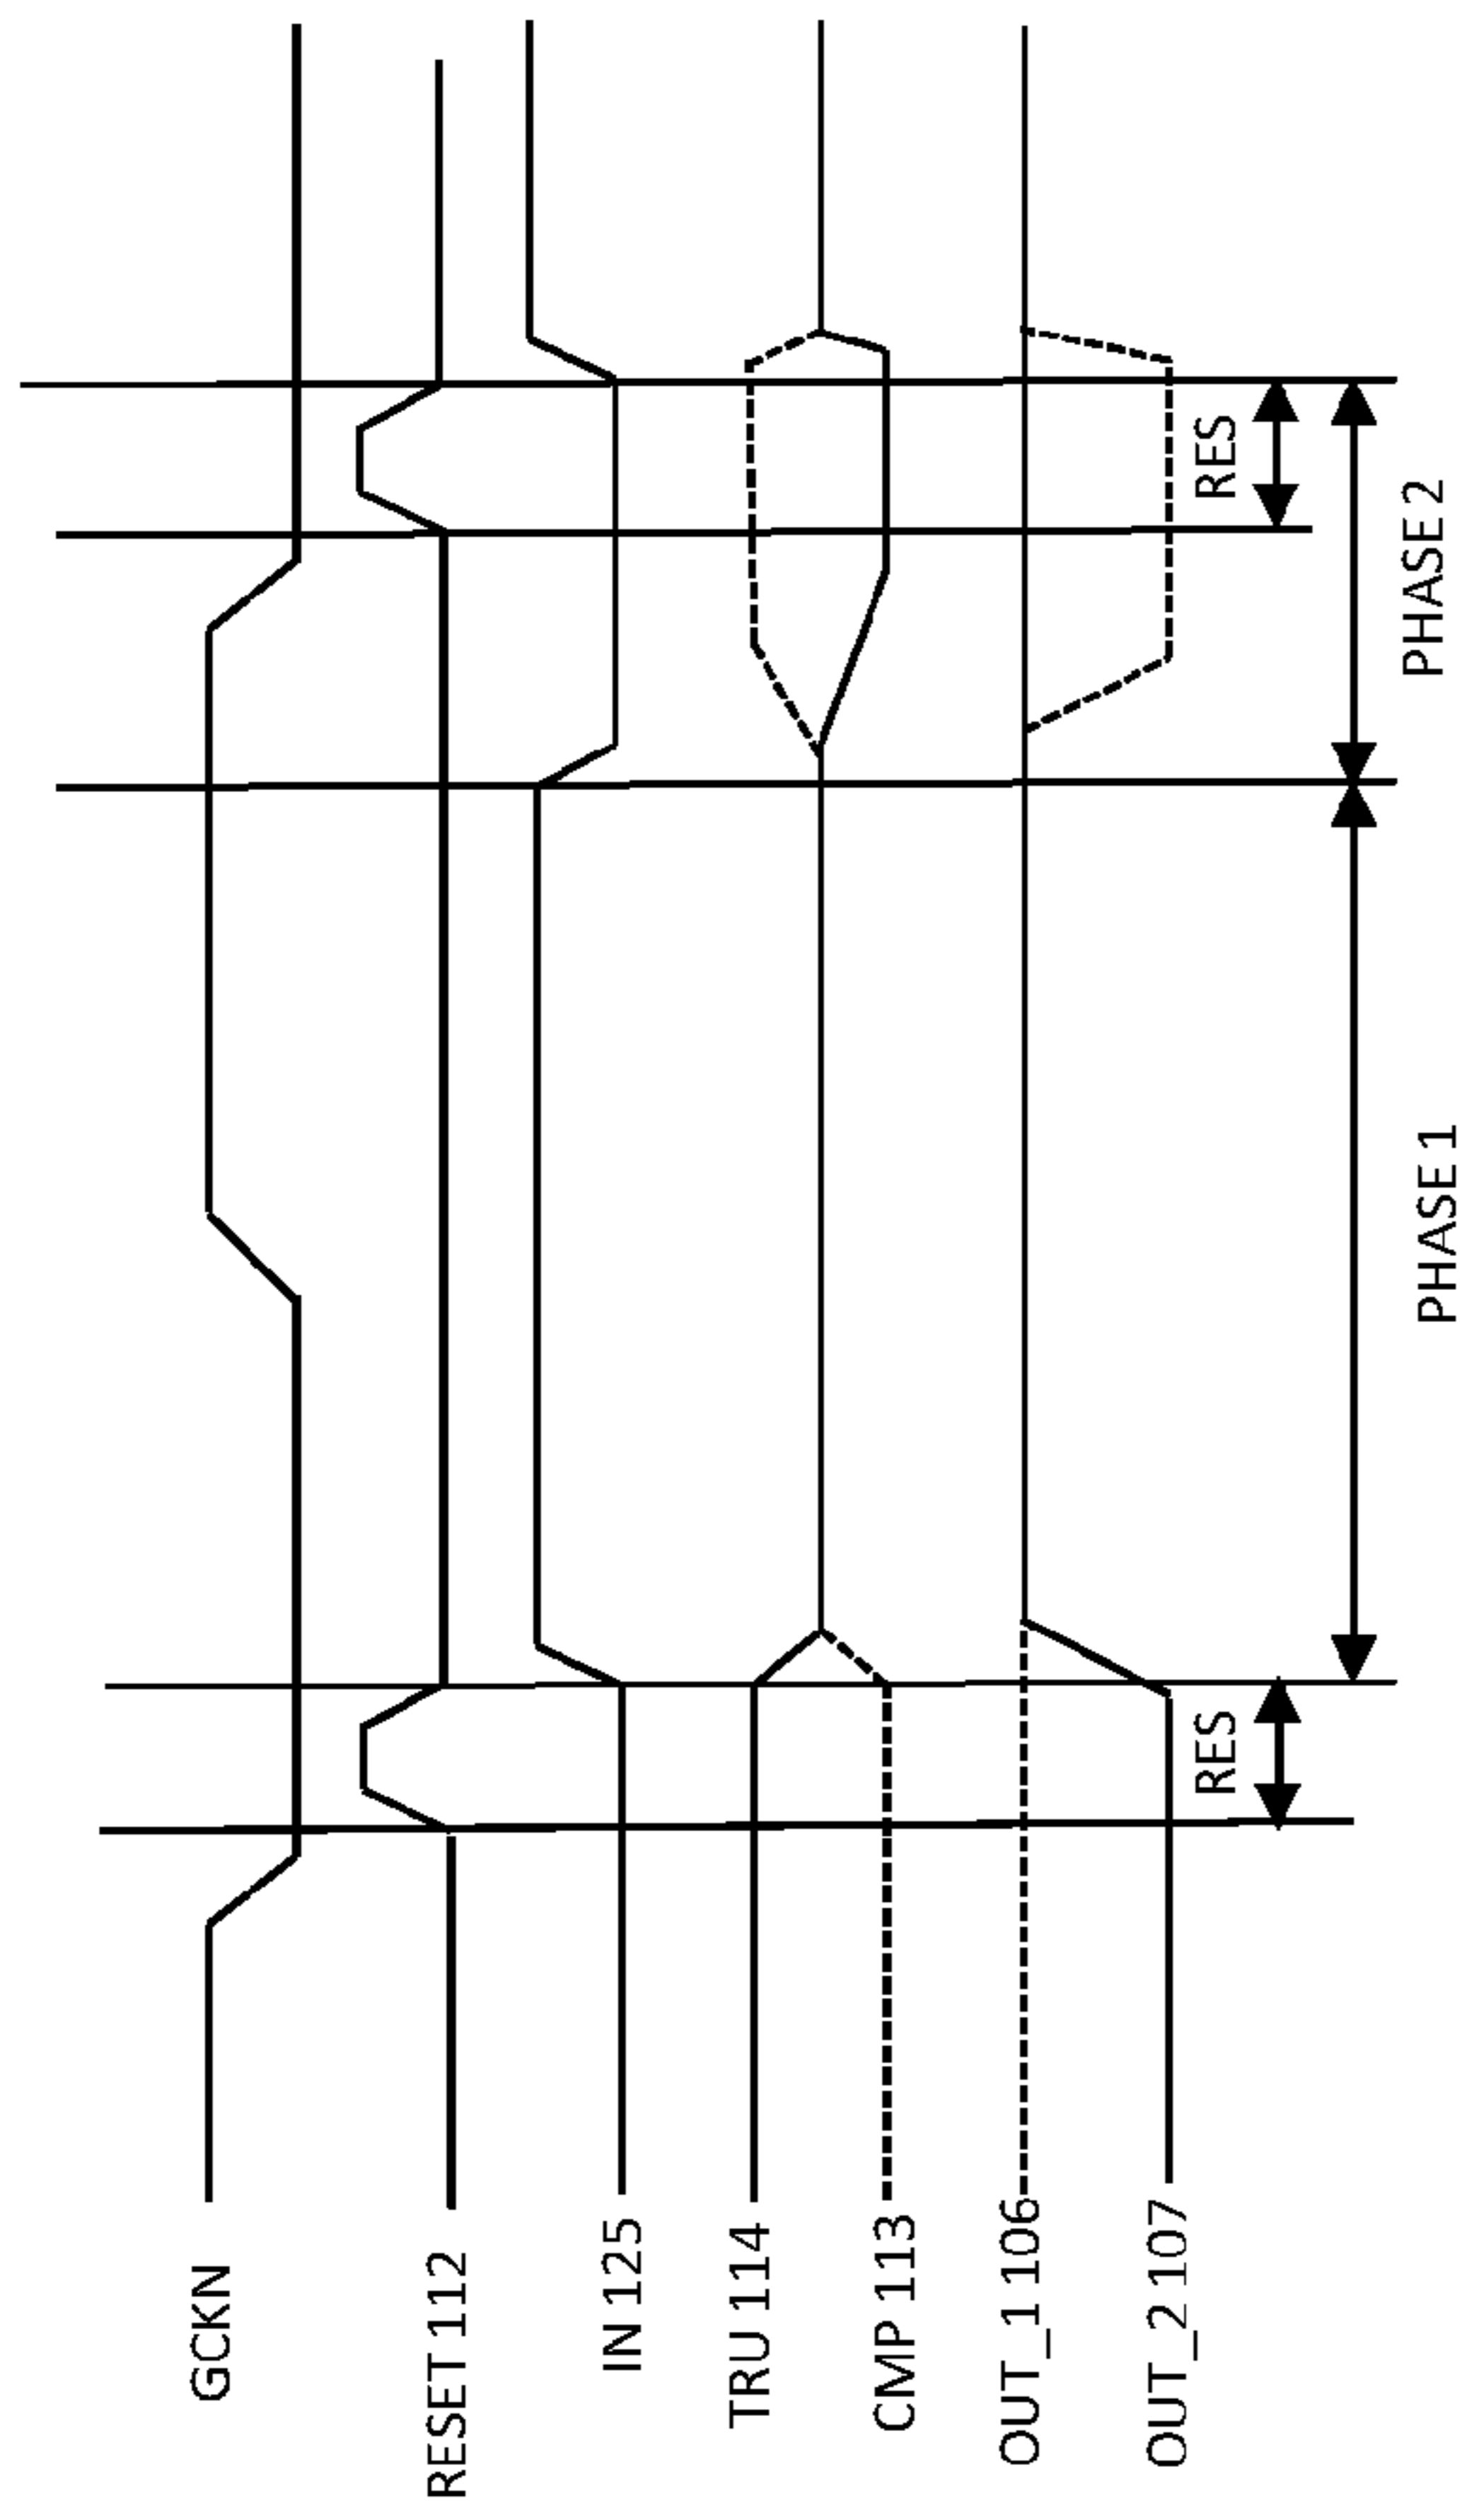 GCKN
RESET 112
IN 125
TRU 114
CMP 113
OUT_1 106
OUT_2 107
RES
RES
PHASE 1
PHASE 2